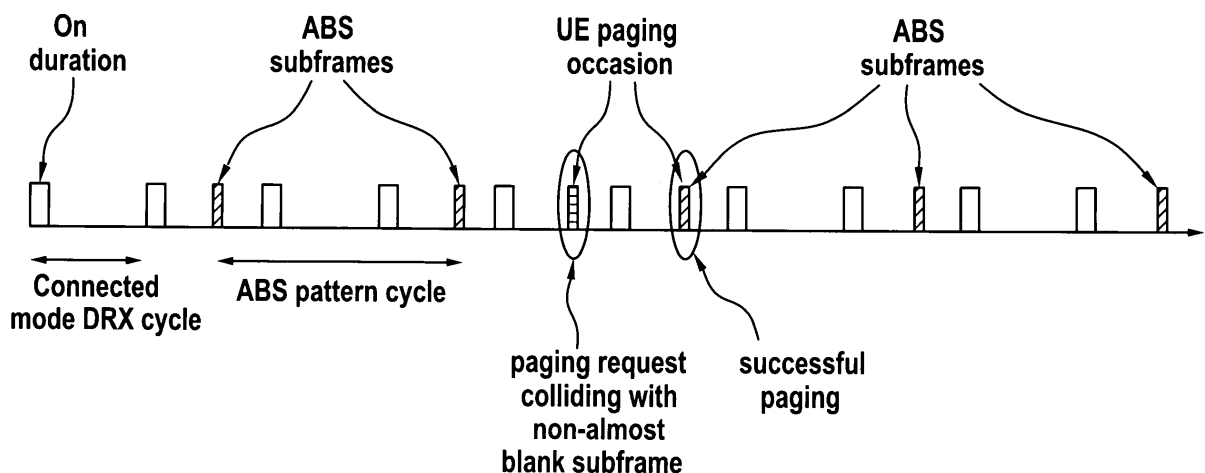 On
duration
ABS
subframes
UE paging
occasion
ABS
subframes
Connected
mode DRX cycle
ABS pattern cycle
paging request
colliding with
non-almost
blank subframe
successful
paging